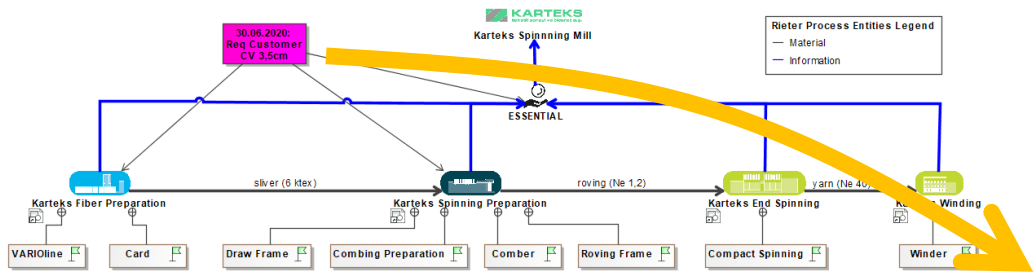 KARTEKS
Karteks Spinnning Mill
30.06.2020:
Req Customer
CV 3,5cm
Rieter Process Entities Legend
Material
Information
ESSENTIAL
sliver (6 ktex)
roving (Ne 1,2)
yarn (Ne 40)
Karteks Fiber Preparation
Karteks Spinning Preparation
Karteks End Spinning
Winding
VARIOline
Card
Draw Frame
Combing Preparation
Comber
Roving Frame
Compact Spinning
Winder